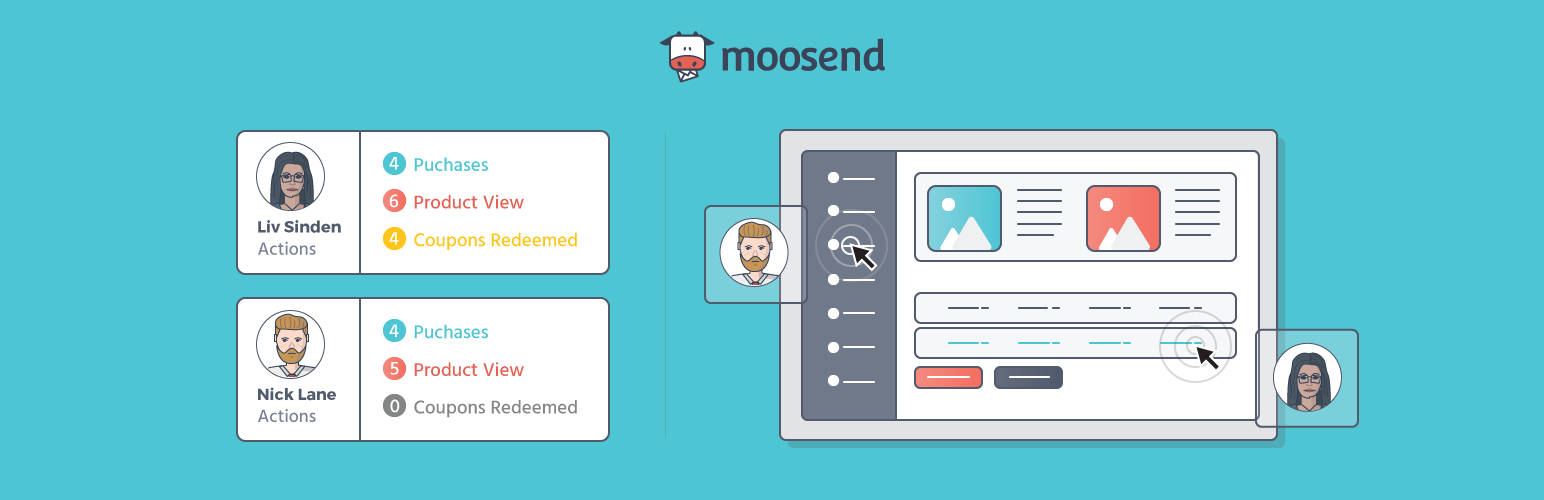 moosend
4 Puchases
6 Product View
4 Coupons Redeemed
Liv Sinden
Actions
4 Puchases
5 Product View
0 Coupons Redeemed
Nick Lane
Actions